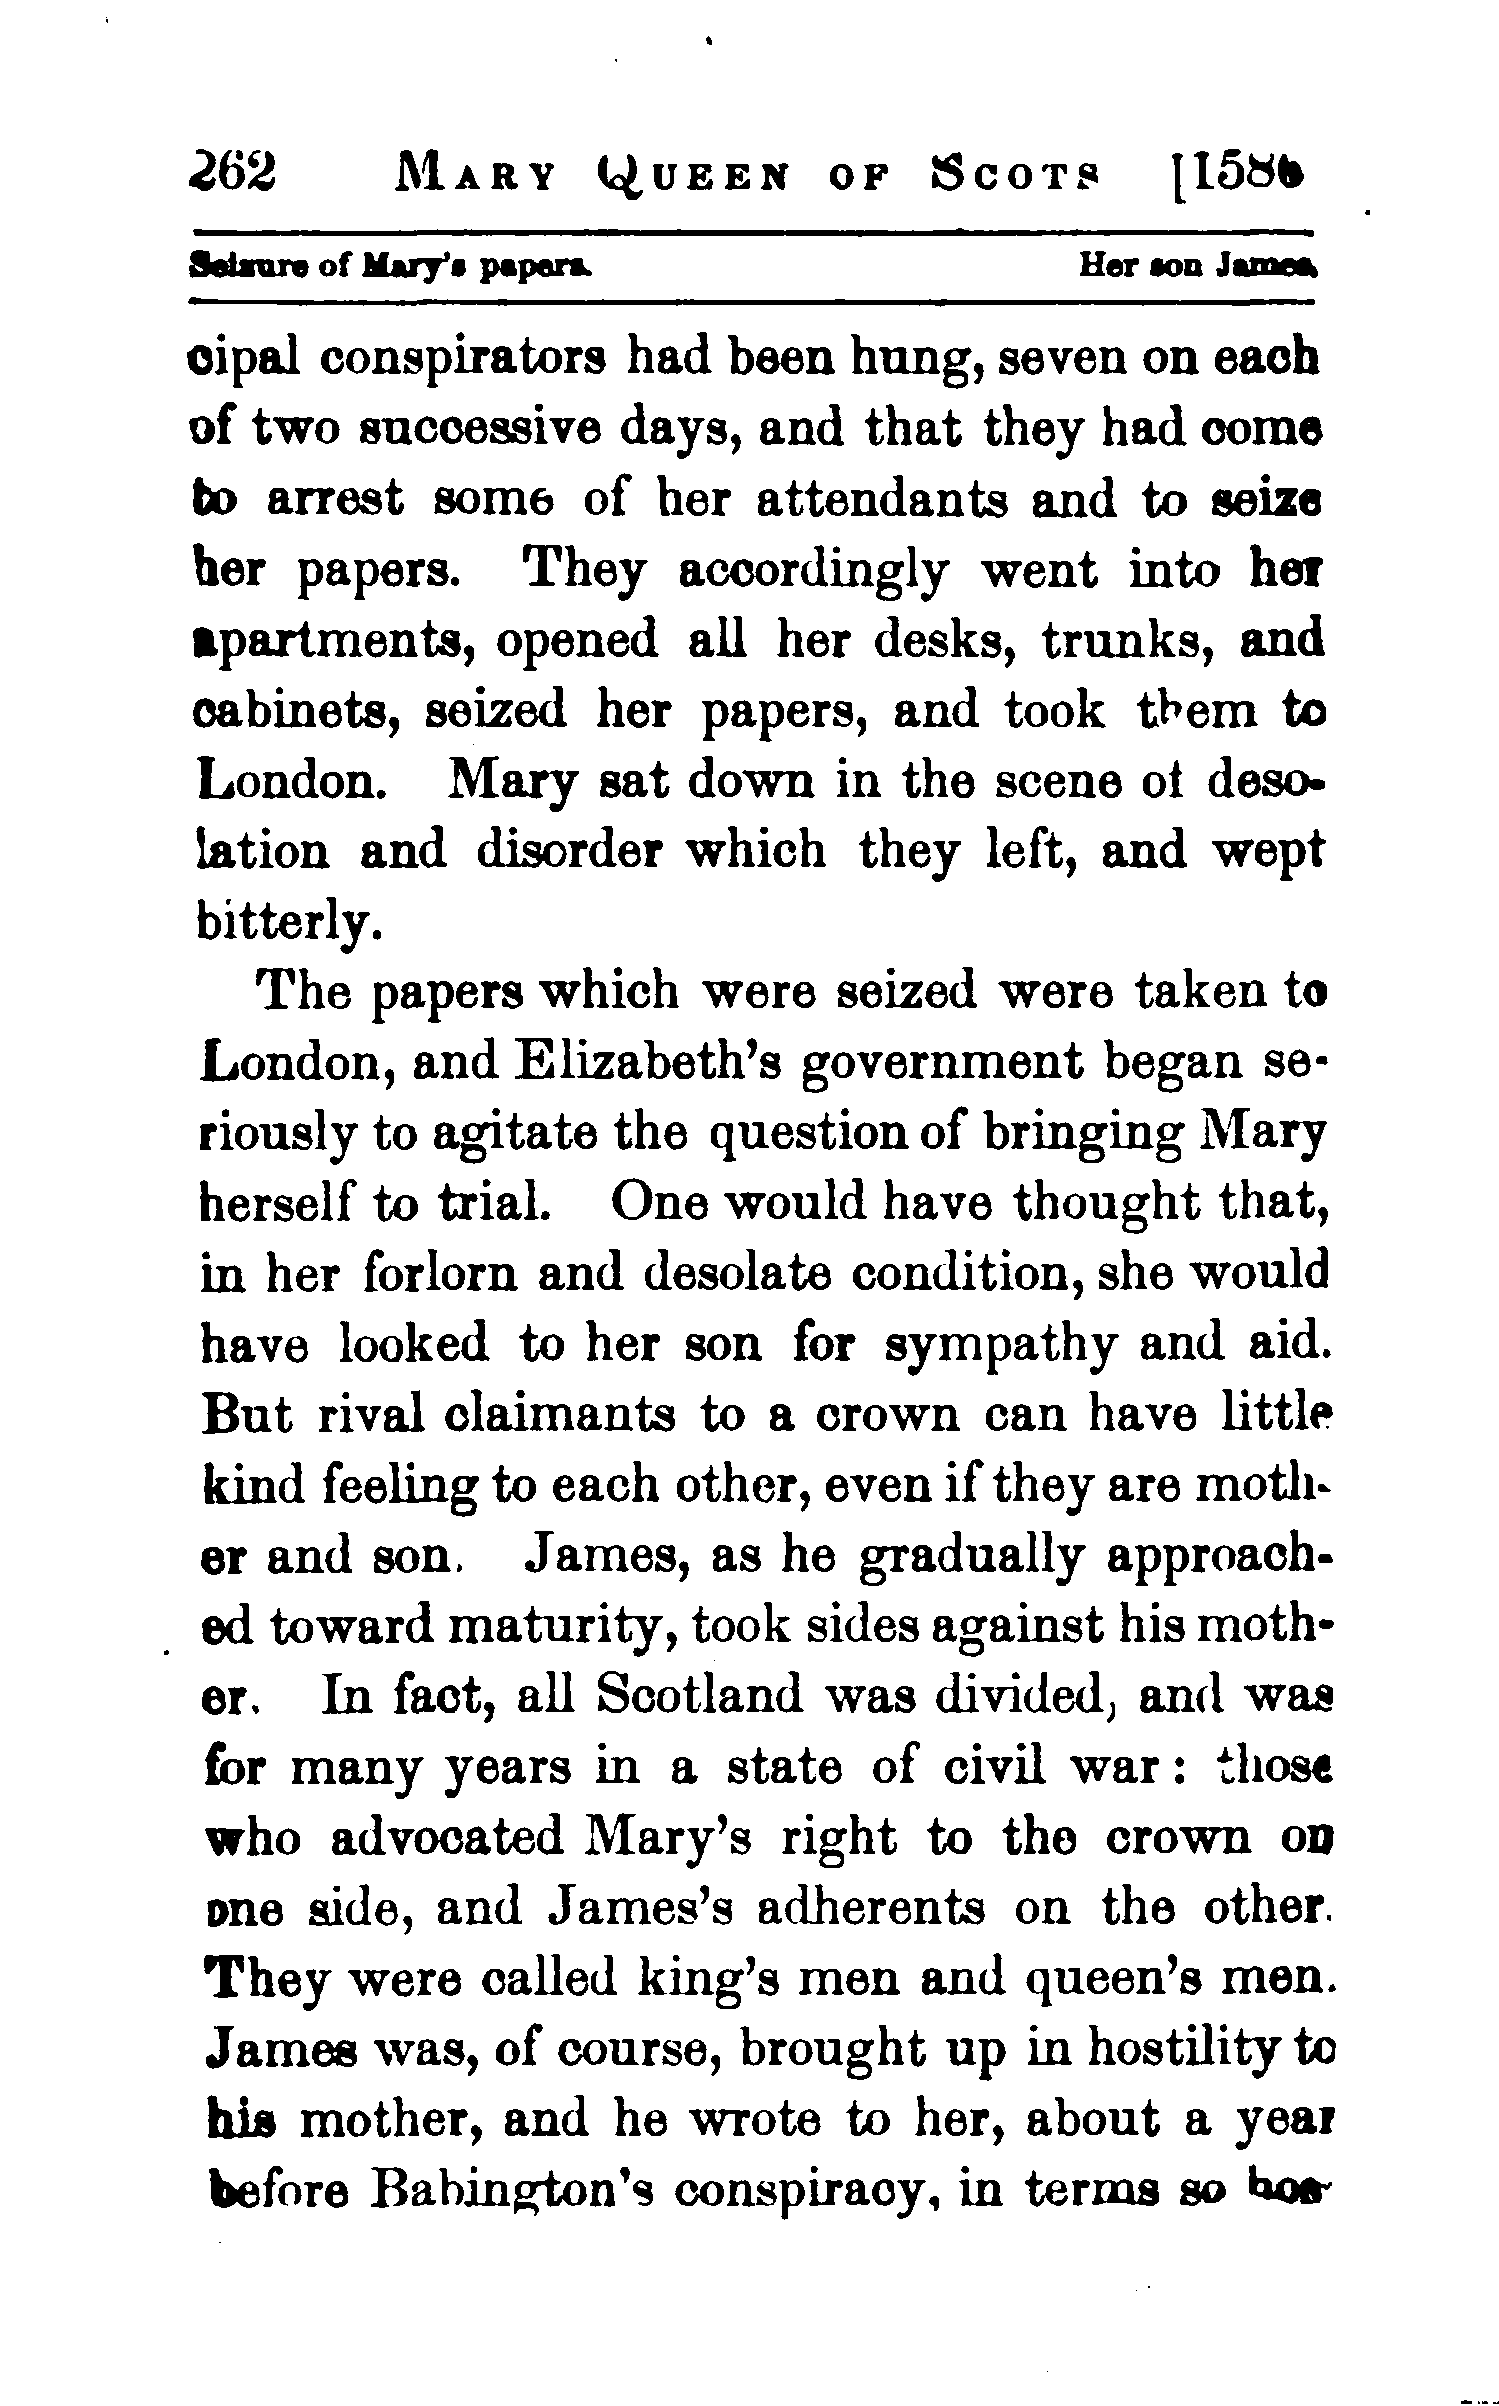 262 MARY QUEEN OF SCOTS [158
Seizure of Mary's papers. Her son James.
cipal conspirators had been hung, seven on each
of two successive days, and that they had come
to arrest some of her attendants and to seize
her papers. They accordingly went into her
apartments, opened all her desks, trunks, and
cabinets, seized her papers, and took them to
London. Mary sat down in the scene of deso-
lation and disorder which they left, and wept
bitterly.
The papers which were seized were taken to
London, and Elizabeth's government began se-
riously to agitate the question of bringing Mary
herself to trial. One would have thought that,
in her forlorn and desolate condition, she would
have looked to her son for sympathy and aid.
But rival claimants to a crown can have little
kind feeling to each other, even if they are moth-
er and son. James, as he gradually approach-
ed toward maturity, took sides against his moth-
er. In fact, all Scotland was divided, and was
for many years in a state of civil war: those
who advocated Mary's right to the crown on
one side, and James's adherents on the other.
They were called king's men and queen's men.
James was, of course, brought up in hostility to
his mother, and he wrote to her, about a year
before Babington's conspiracy, in terms so hos-